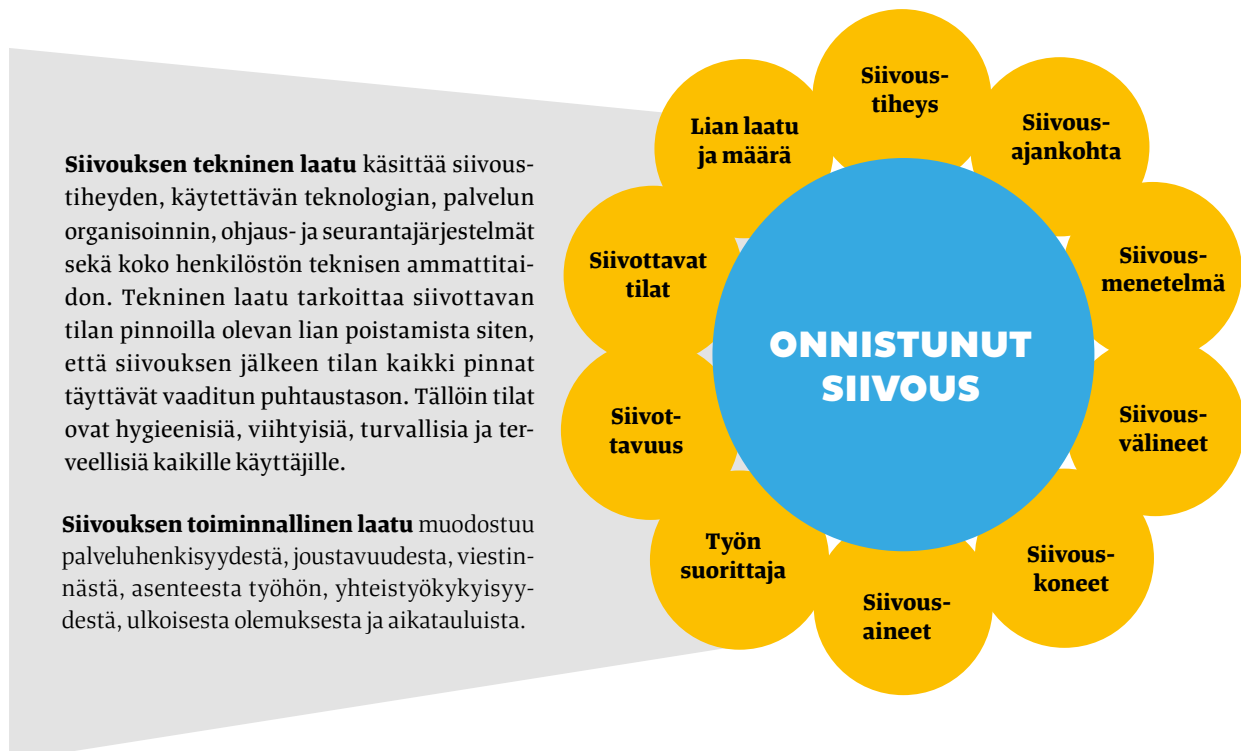 Siivouksen tekninen laatu käsittää siivous-
tiheyden, käytettävän teknologian, palvelun
organisoinnin, ohjaus- ja seurantajärjestelmät
sekä koko henkilöstön teknisen ammattitai-
don. Tekninen laatu tarkoittaa siivottavan
tilan pinnoilla olevan lian poistamista siten,
että siivouksen jälkeen tilan kaikki pinnat
täyttävät vaaditun puhtaustason. Tällöin tilat
ovat hygieenisiä, viihtyisiä, turvallisia ja ter-
veellisiä kaikille käyttäjille.
Siivouksen toiminnallinen laatu muodostuu
palveluhenkisyydestä, joustavuudesta, viestin-
nästä, asenteesta työhön, yhteistyökykyisyy-
destä, ulkoisesta olemuksesta ja aikatauluista.
ONNISTUNUT
SIIVOUS
Siivous-
tiheys
Siivous-
ajankohta
Siivous-
menetelmä
Siivous-
välineet
Siivous-
koneet
Siivous-
aineet
Työn
suorittaja
Siivot-
tavuus
Siivottavat
tilat
Lian laatu
ja määrä